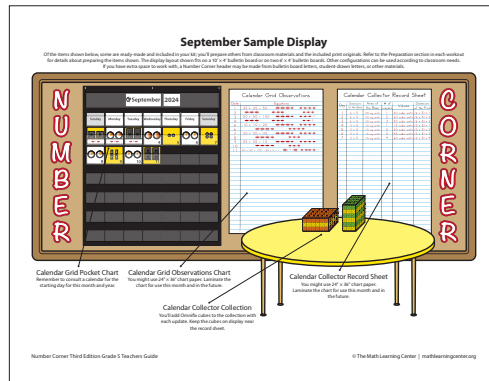 September Sample Display
Of the items shown below, some are ready-made and included in your kit; you'll prepare others from classroom materials and the included print originals. Refer to the Preparation section in each workout
for details about preparing the items shown. The display layout shown fits on a 10' × 4' bulletin board or on two 6' × 4' bulletin boards. Other configurations can be used according to classroom needs.
If you have extra space to work with, a Number Corner header may be made from bulletin board letters, student-drawn letters, or other materials.
NUMBER
September 2024
Sunday Monday Tuesday Wednesday Thursday Friday Saturday
Calendar Grid Observations
Date Equations
Calendar Collector Record Sheet
Volume
CORNER
Calendar Grid Pocket Chart
Remember to consult a calendar for the
starting day for this month and year.
Calendar Grid Observations Chart
You might use 24" × 36" chart paper. Laminate
the chart for use this month and in the future.
Calendar Collector Collection
You'll add Omnifix cubes to the collection with
each update. Keep the cubes on display near
the record sheet.
Calendar Collector Record Sheet
You might use 24" × 36" chart paper.
Laminate the chart for use this month and in the
future.
Number Corner Third Edition Grade 5 Teachers Guide
© The Math Learning Center | mathlearningcenter.org